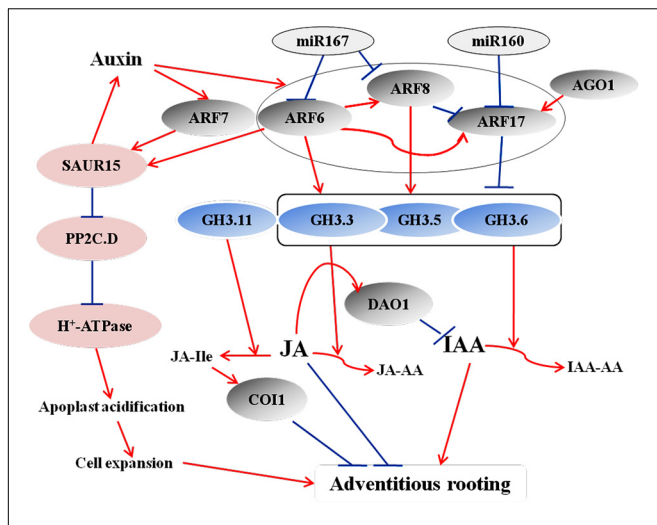 miR167
miR160
Auxin
ARF8
AGO1
ARF7
ARF6
ARF17
SAUR15
GH3.11
GH3.3
GH3.5
GH3.6
PP2C.D
DAO1
H⁺-ATPase
JA-Ile
JA
IAA
JA-AA
IAA-AA
COI1
Apoplast acidification
Cell expansion
Adventitious rooting